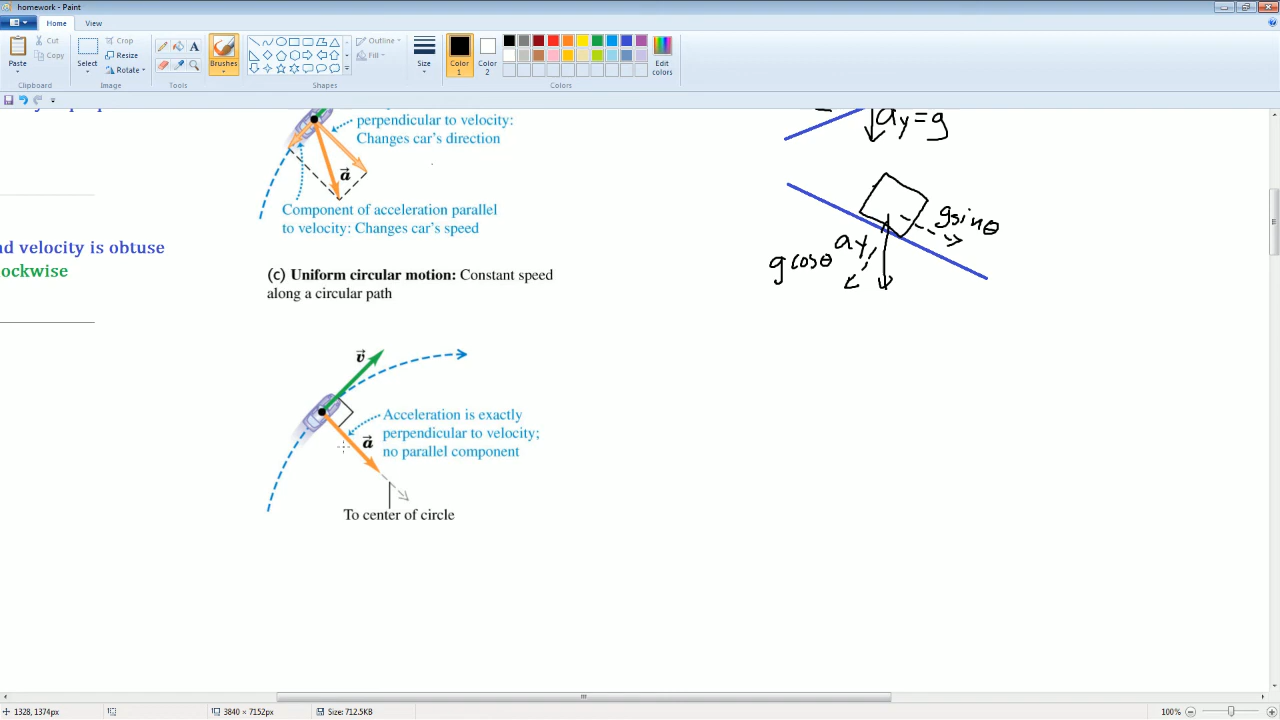 homework - Paint
Home
View
Paste
Cut
Copy
Clipboard
Select
Crop
Resize
Rotate
Image
A
Tools
Brushes
Shapes
Outline
Fill
Size
Color
1
Color
2
Edit
colors
Colors
perpendicular to velocity:
Changes car's direction
a
Component of acceleration parallel
to velocity: Changes car's speed
nd velocity is obtuse
lockwise
(c) Uniform circular motion: Constant speed
along a circular path
v
Acceleration is exactly
perpendicular to velocity;
no parallel component
a
To center of circle
ay=g
gsinθ
ay
gcosθ
1328, 1374px
3840 × 7152px
Size: 712.5KB
100%